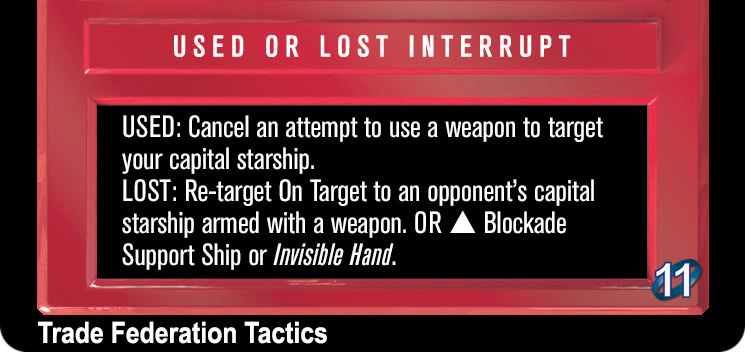 USED OR LOST INTERRUPT
USED: Cancel an attempt to use a weapon to target
your capital starship.
LOST: Re-target On Target to an opponent’s capital
starship armed with a weapon. OR ▲ Blockade
Support Ship or Invisible Hand.
11
Trade Federation Tactics